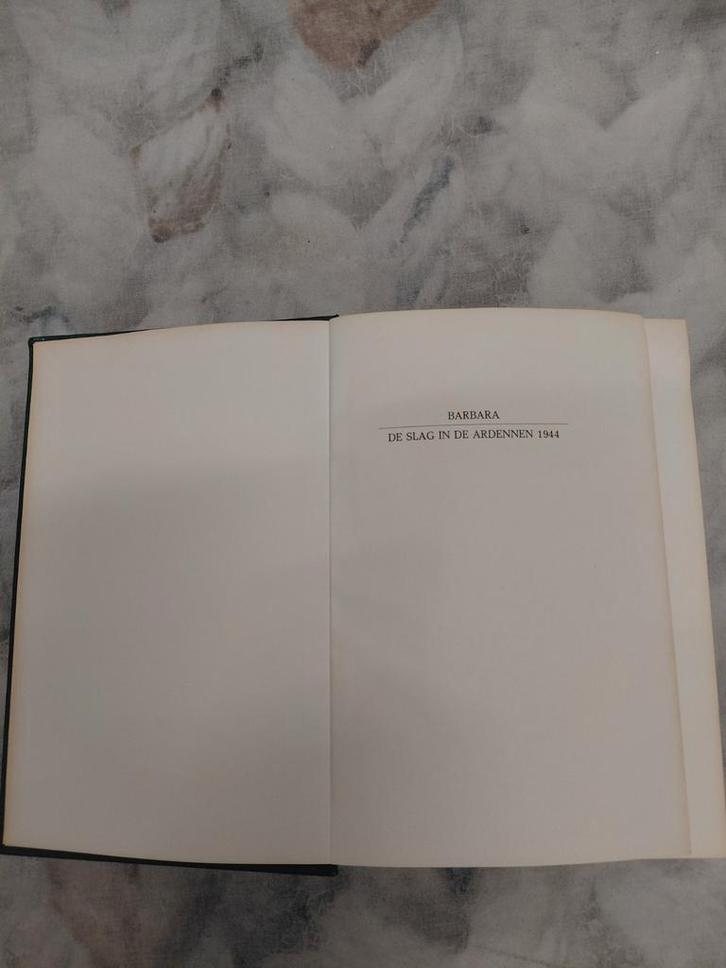 BARBARA
DE SLAG IN DE ARDENNEN 1944